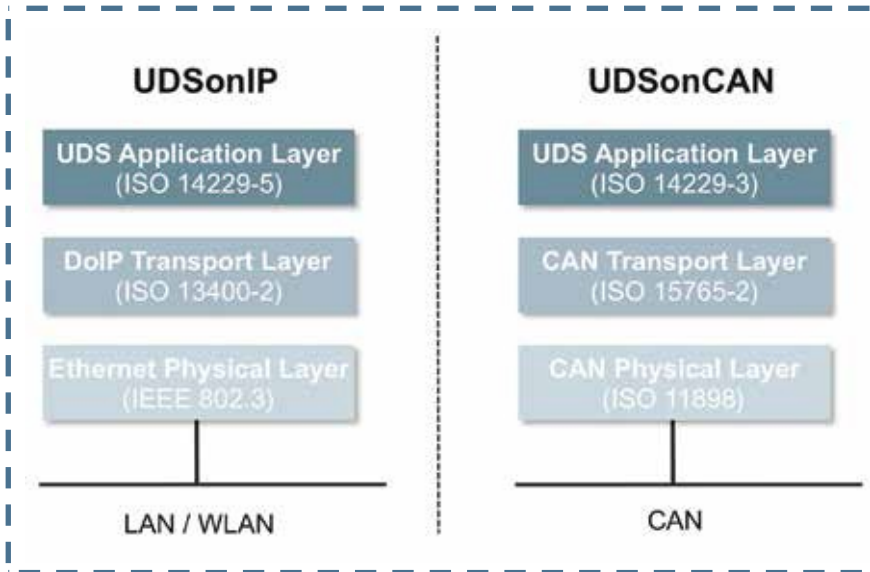 UDSonIP
UDS Application Layer
(ISO 14229-5)
DoIP Transport Layer
(ISO 13400-2)
Ethernet Physical Layer
(IEEE 802.3)
LAN / WLAN
UDSonCAN
UDS Application Layer
(ISO 14229-3)
CAN Transport Layer
(ISO 15765-2)
CAN Physical Layer
(ISO 11898)
CAN